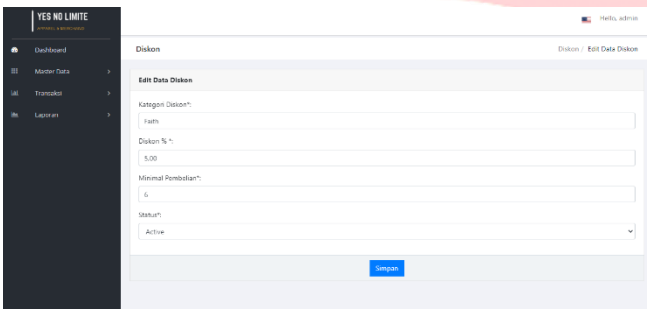 YES NO LIMITE
Hello, admin
Dashboard
Diskon
Diskon / Edit Data Diskon
Master Data
Transaksi
Laporan
Edit Data Diskon
Kategori Diskon*:
Faith
Diskon % *:
5.00
Minimal Pembelian*:
6
Status*:
Active
Simpan